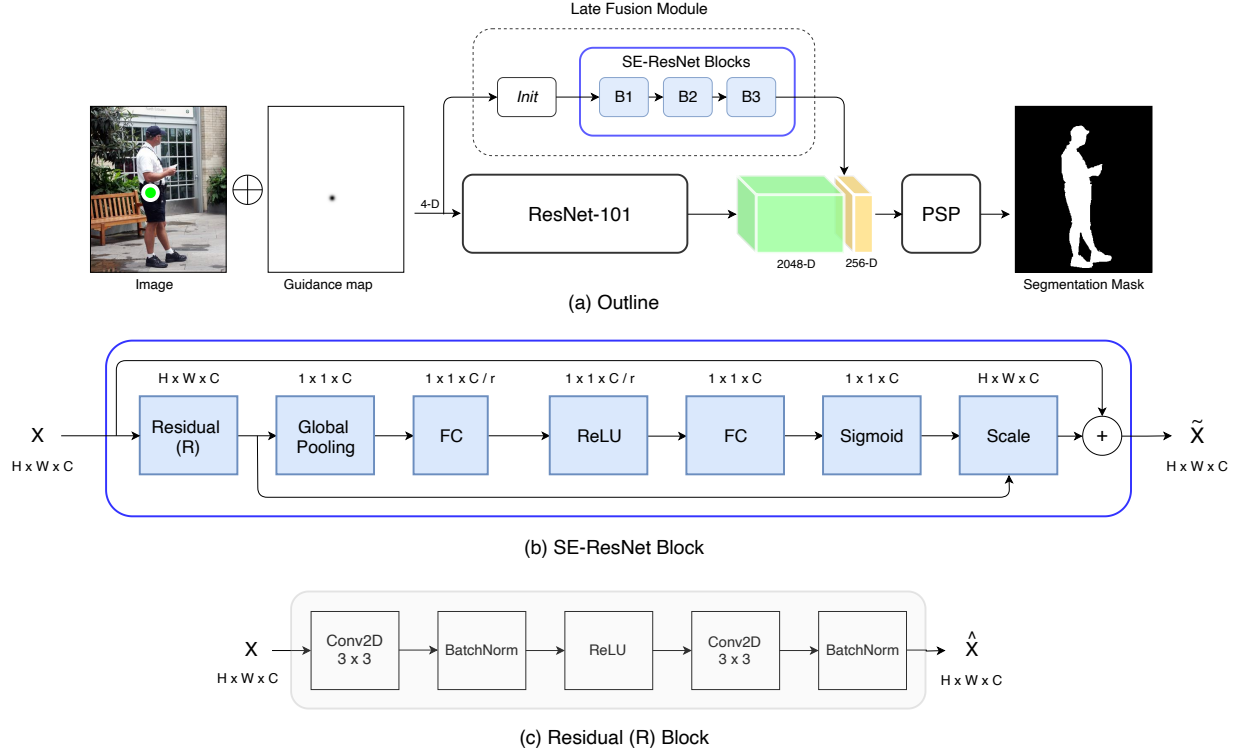 Late Fusion Module
SE-ResNet Blocks
Init
B1
B2
B3
4-D
ResNet-101
2048-D
256-D
PSP
Image
Guidance map
Segmentation Mask
(a) Outline
H x W x C
1 x 1 x C
1 x 1 x C / r
1 x 1 x C / r
1 x 1 x C
1 x 1 x C
H x W x C
X
H x W x C
Residual
(R)
Global
Pooling
FC
ReLU
FC
Sigmoid
Scale
+
X̃
H x W x C
(b) SE-ResNet Block
X
H x W x C
Conv2D
3 x 3
BatchNorm
ReLU
Conv2D
3 x 3
BatchNorm
X̂
H x W x C
(c) Residual (R) Block